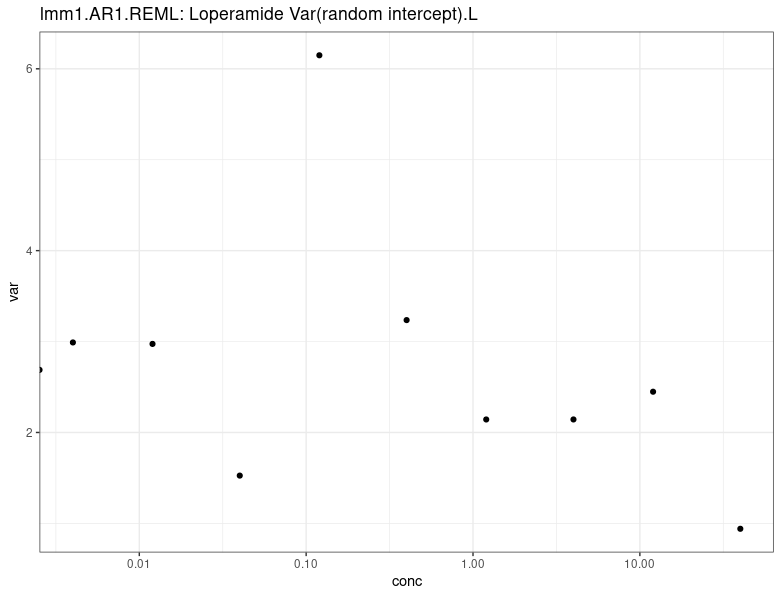 lmm1.AR1.REML: Loperamide Var(random intercept).L
6
4
2
var
0.01 0.10 1.00 10.00
conc